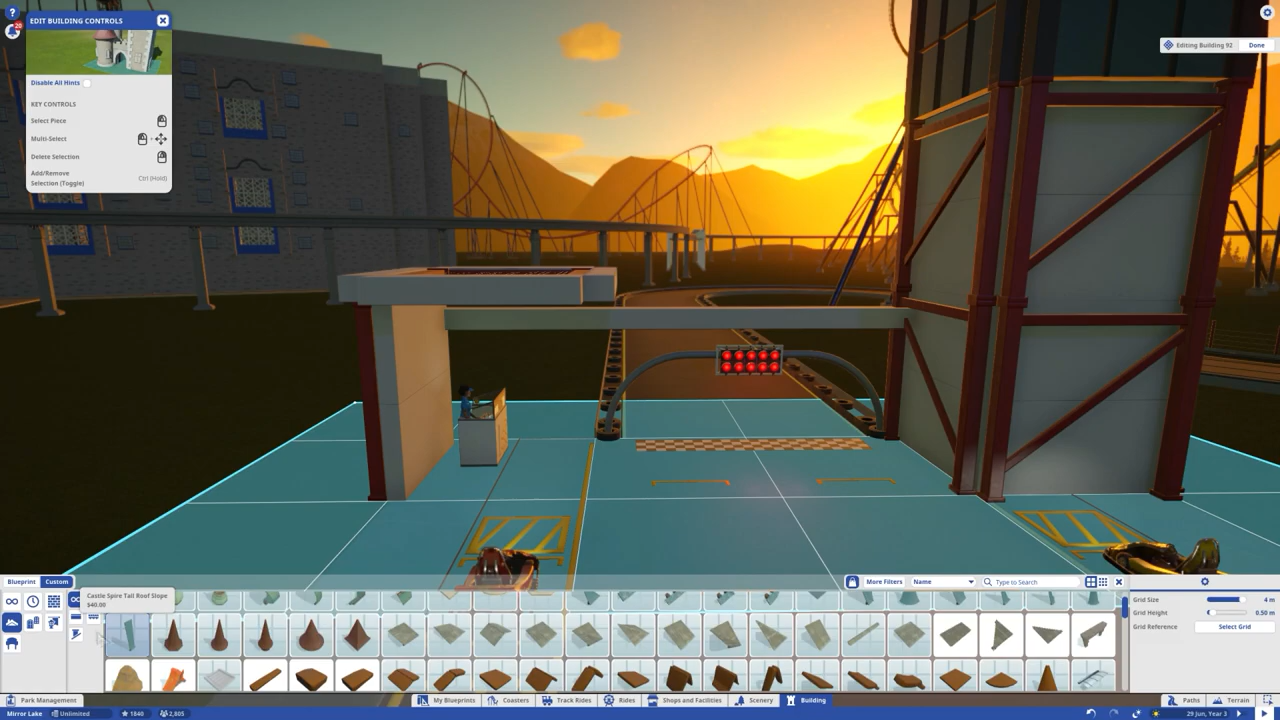 ?
20
EDIT BUILDING CONTROLS
Disable All Hints
KEY CONTROLS
Select Piece
Multi-Select
Delete Selection
Add/Remove
Selection (Toggle)
Ctrl (Hold)
Editing Building 92
Done
Blueprint
Custom
More Filters
Name
Type to Search
Castle Spire Tall Roof Slope
$40.00
Grid Size
4 m
Grid Height
0.50 m
Grid Reference
Select Grid
Park Management
My Blueprints
Coasters
Track Rides
Rides
Shops and Facilities
Scenery
Building
Paths
Terrain
Mirror Lake
Unlimited
1840
2,805
29 Jun, Year 3